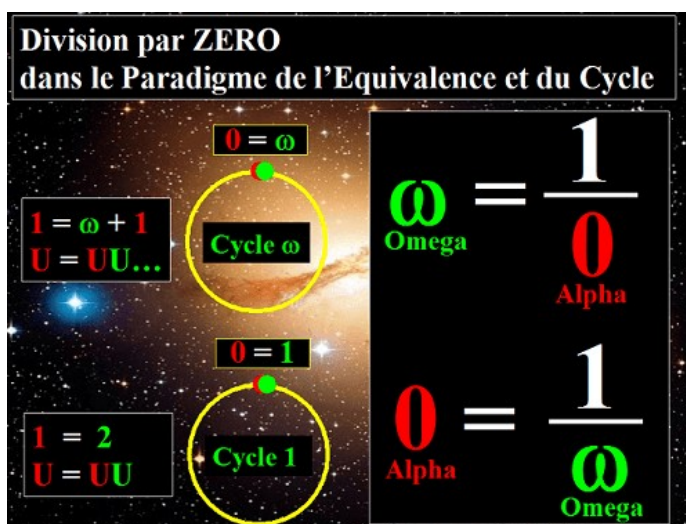 Division par ZERO
dans le Paradigme de l'Equivalence et du Cycle
0 = ω
1 = ω + 1
U = UU...
Cycle ω
0 = 1
1 = 2
U = UU
Cycle 1
ω = 1/0
Omega
Alpha
0 = 1/ω
Alpha
Omega